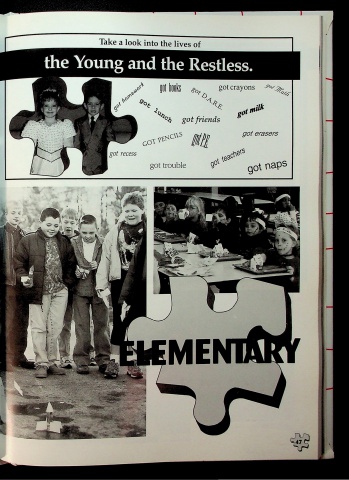 Take a look into the lives of
the Young and the Restless.
got homework
got books
got D.A.R.E.
got crayons
got Math
got lunch
got friends
got milk
GOT PENCILS
got P.E.
got erasers
got recess
got trouble
got teachers
got naps
ELEMENTARY
47